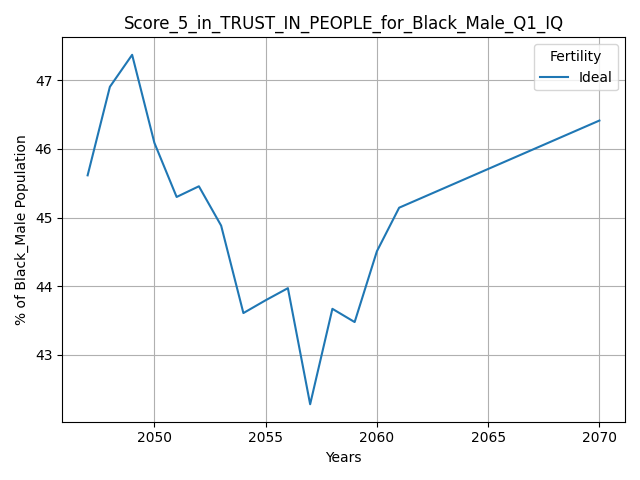 Score_5_in_TRUST_IN_PEOPLE_for_Black_Male_Q1_IQ
Fertility
Ideal
% of Black_Male Population
47
46
45
44
43
2050
2055
2060
2065
2070
Years